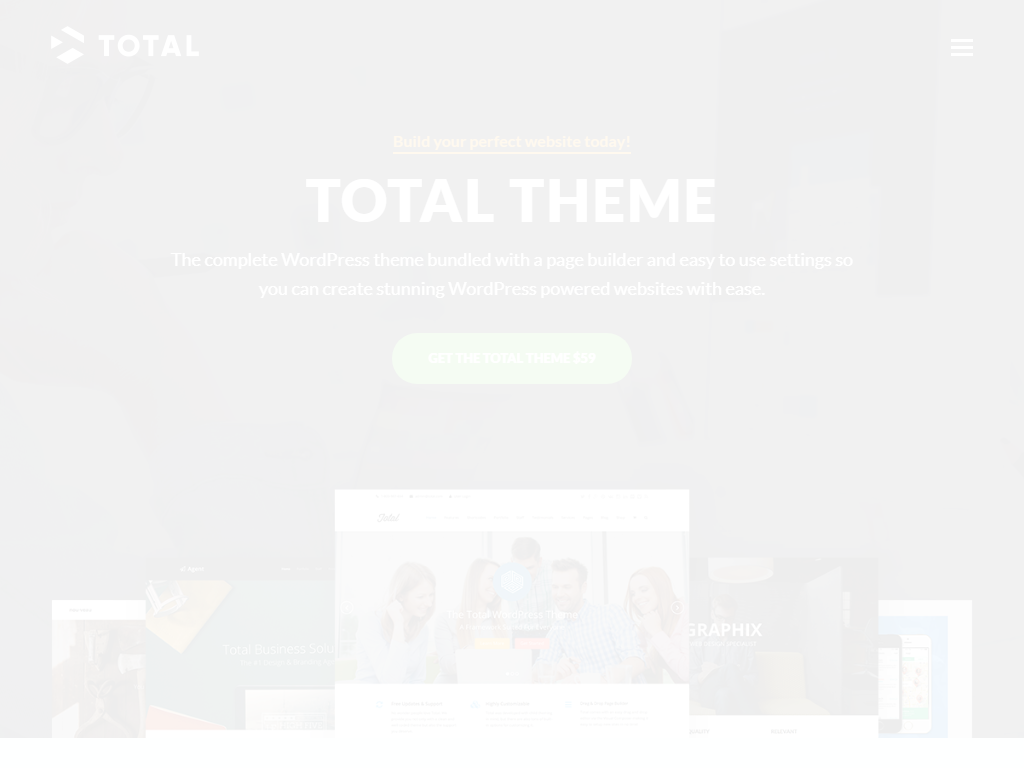 TOTAL
Build your perfect website today!
TOTAL THEME
The complete WordPress theme bundled with a page builder and easy to use settings so
you can create stunning WordPress powered websites with ease.
GET THE TOTAL THEME $59
Total
Total Business Solu
The Total WordPress Theme
GRAPHIX